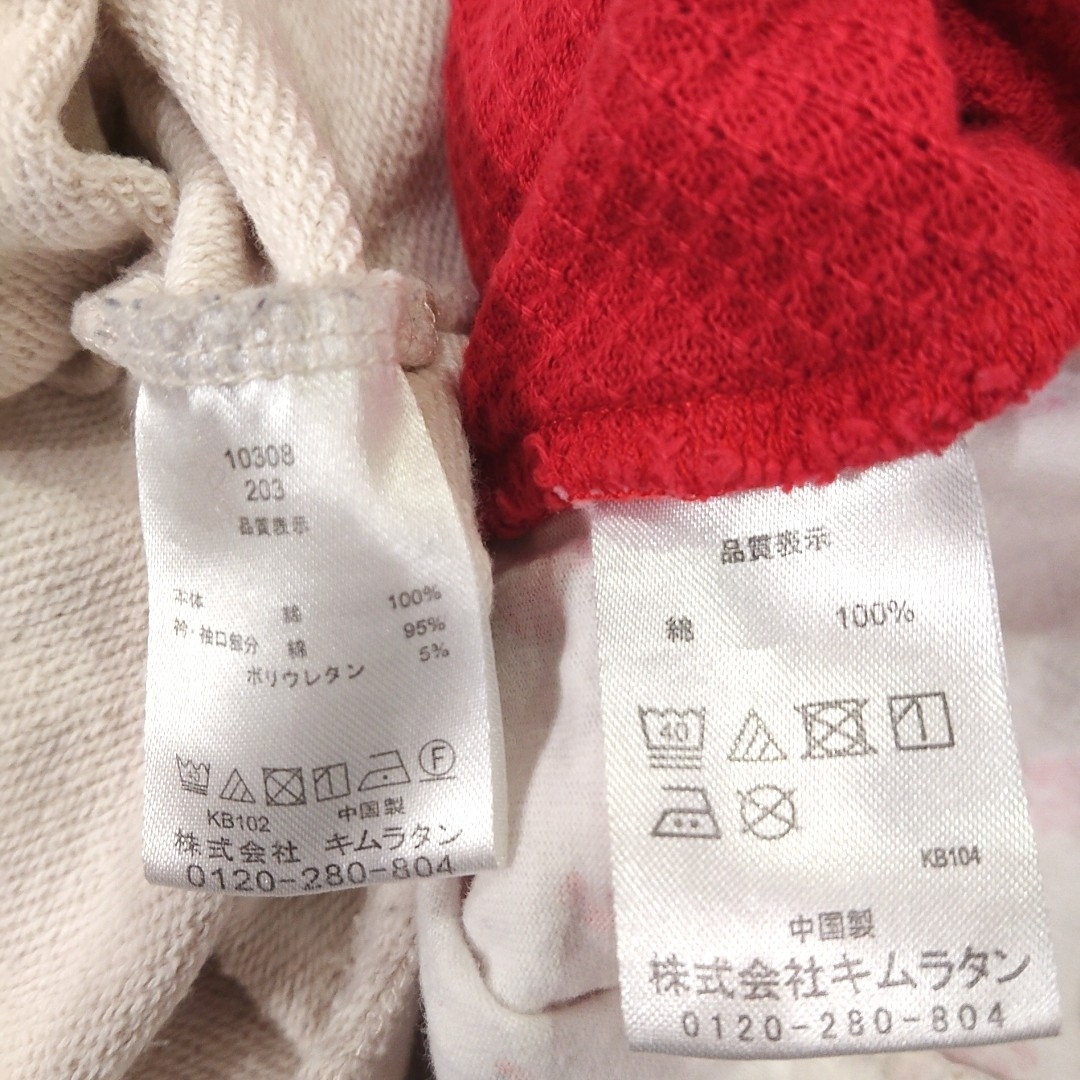 10308
203
品質表示
本体 綿 100%
衿・袖口部分 綿 95%
ポリウレタン 5%
40 F
KB102 中国製
株式会社 キムラタン
0120-280-804
品質表示
綿 100%
40
KB104
中国製
株式会社キムラタン
0120-280-804